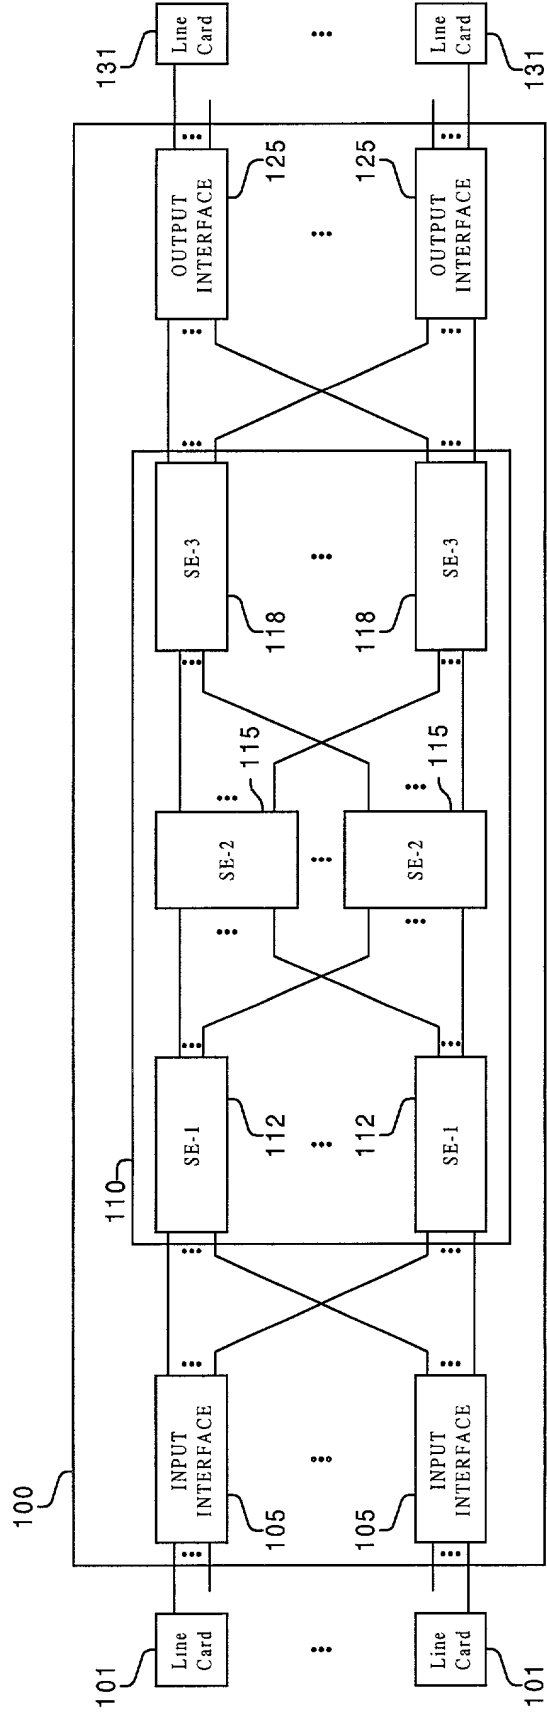 100
101
110
131
Line
Card
INPUT
INTERFACE
SE-1
SE-2
SE-3
OUTPUT
INTERFACE
Line
Card
105
112
115
118
125
...
...
...
...
...
...
...
105
112
118
125
SE-2
115
Line
Card
INPUT
INTERFACE
SE-1
SE-3
OUTPUT
INTERFACE
Line
Card
101
131